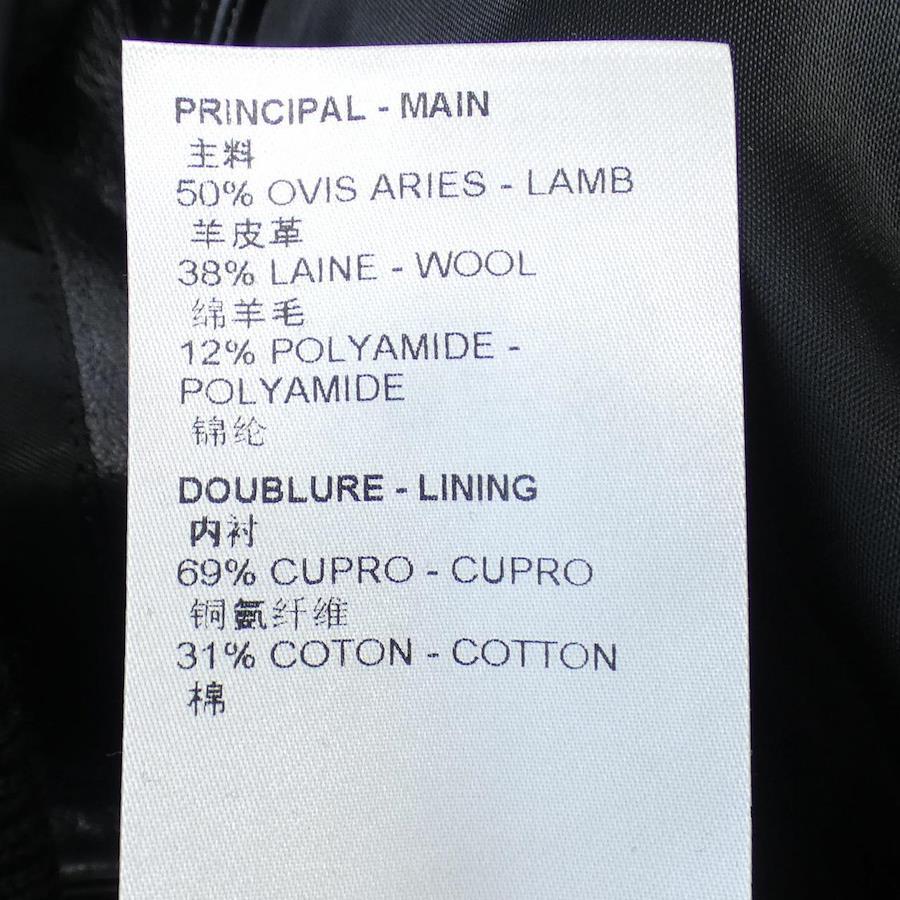 PRINCIPAL - MAIN
主料
50% OVIS ARIES - LAMB
羊皮革
38% LAINE - WOOL
绵羊毛
12% POLYAMIDE -
POLYAMIDE
锦纶
DOUBLURE - LINING
内衬
69% CUPRO - CUPRO
铜氨纤维
31% COTON - COTTON
棉